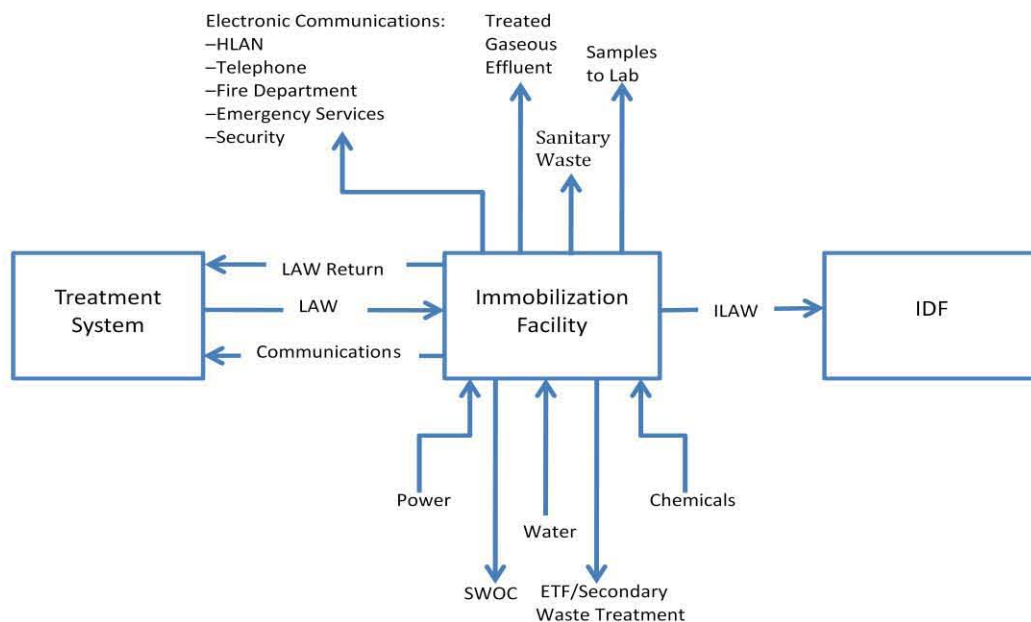 Electronic Communications:
–HLAN
–Telephone
–Fire Department
–Emergency Services
–Security
Treated
Gaseous
Effluent
Samples
to Lab
Sanitary
Waste
LAW Return
Treatment
System
LAW
Communications
Immobilization
Facility
ILAW
IDF
Power
Chemicals
Water
SWOC
ETF/Secondary
Waste Treatment